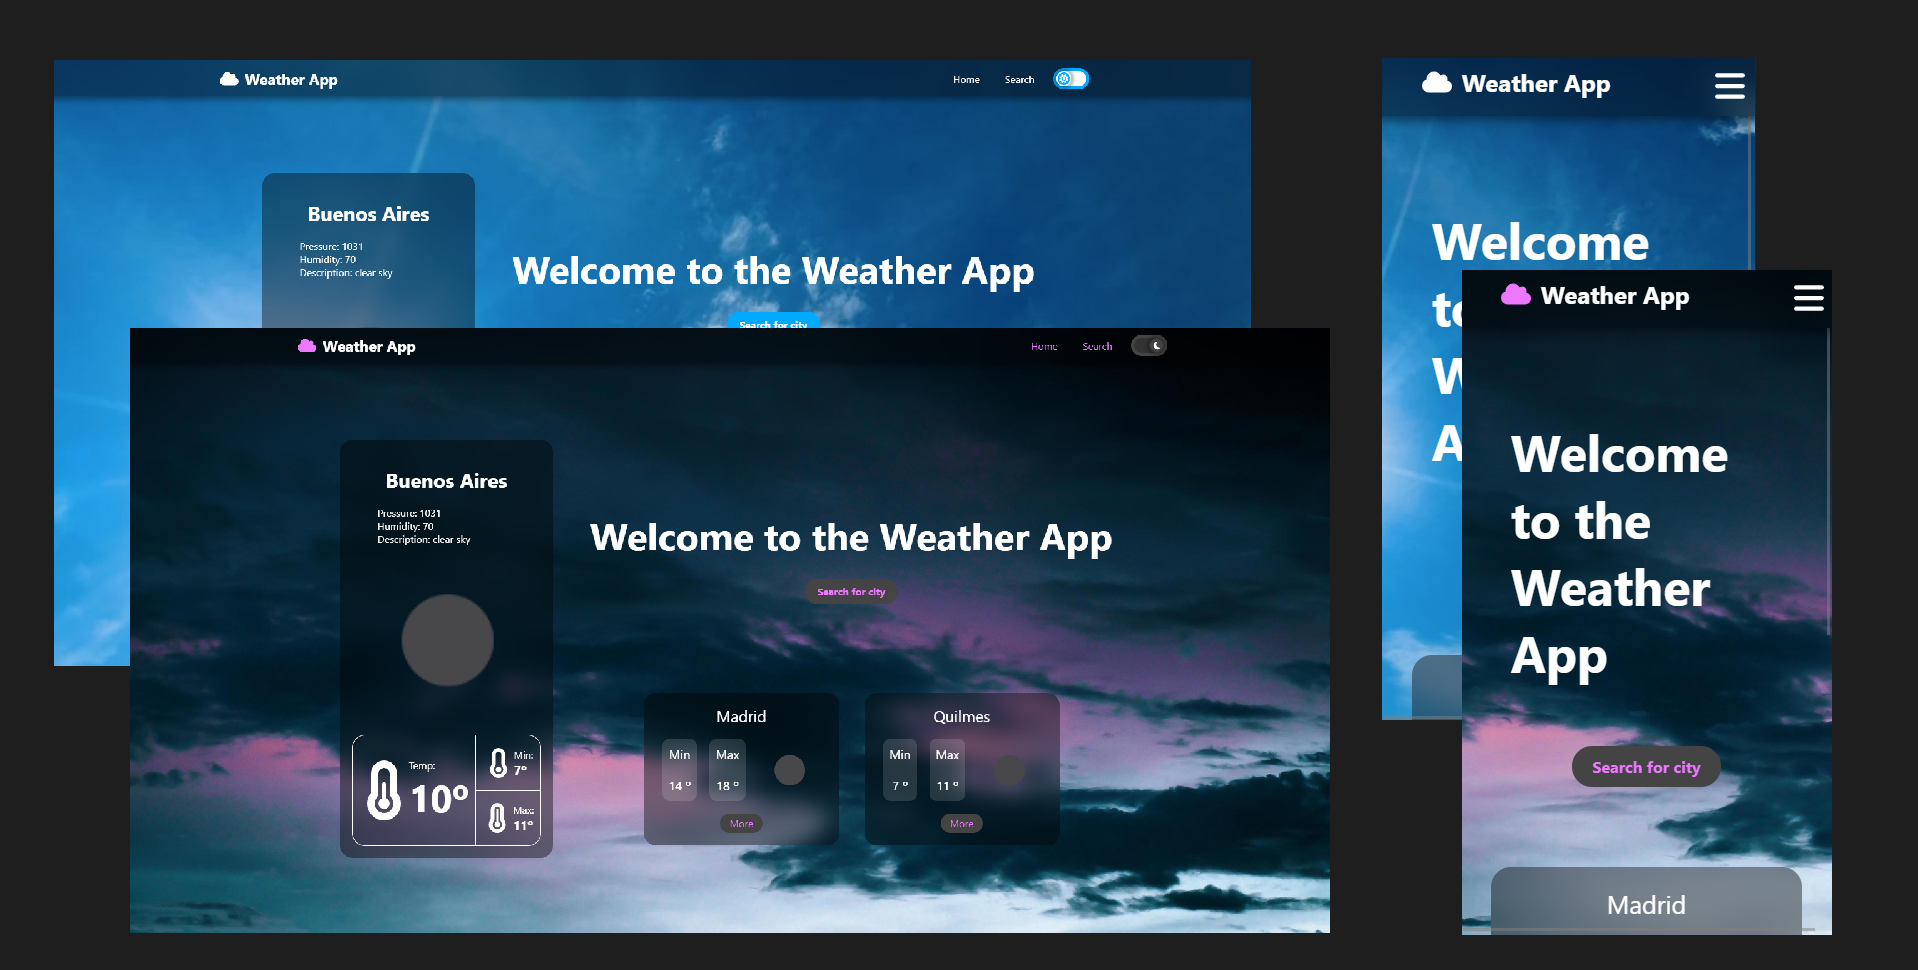 Weather App
Home
Search
Buenos Aires
Pressure: 1031
Humidity: 70
Description: clear sky
Welcome to the Weather App
Search for city
Weather App
Home
Search
Buenos Aires
Pressure: 1031
Humidity: 70
Description: clear sky
Temp:
10º
Min:
7º
Max:
11º
Welcome to the Weather App
Search for city
Madrid
Min
Max
14 º
18 º
More
Quilmes
Min
Max
7 º
11 º
More
Weather App
Welcome
Weather App
Welcome
to the
Weather
App
Search for city
Madrid